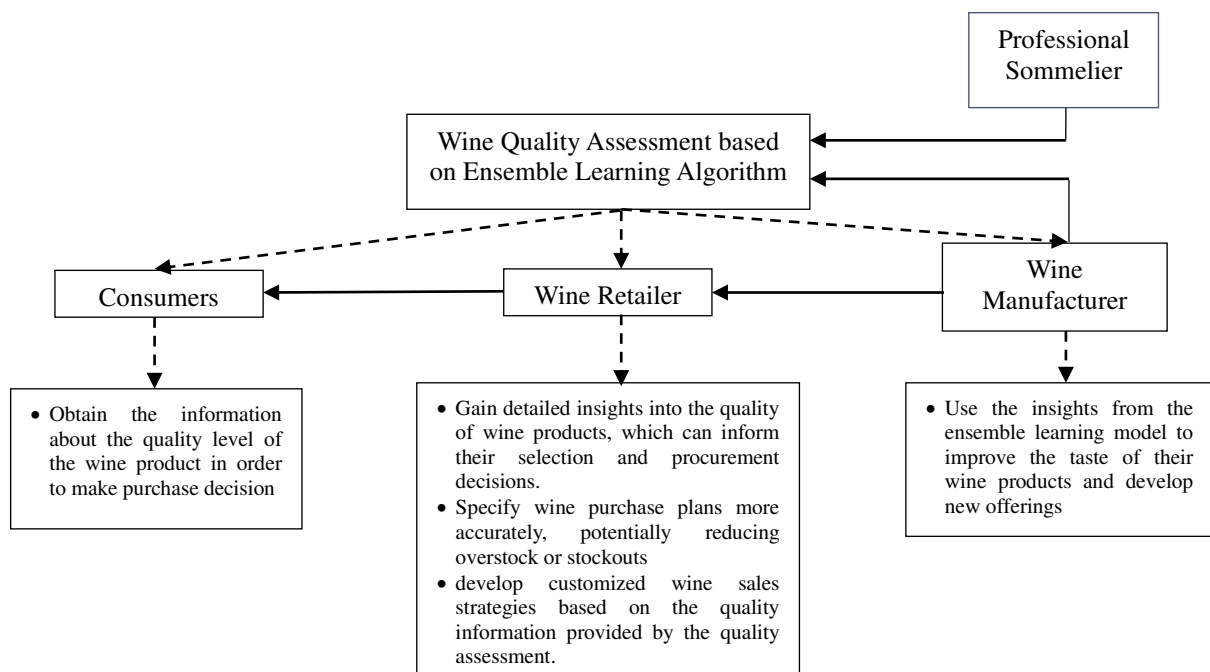 Professional
Sommelier
Wine Quality Assessment based
on Ensemble Learning Algorithm
Consumers
Wine Retailer
Wine
Manufacturer
• Obtain the information
about the quality level of
the wine product in order
to make purchase decision
• Gain detailed insights into the quality
of wine products, which can inform
their selection and procurement
decisions.
• Specify wine purchase plans more
accurately, potentially reducing
overstock or stockouts
• develop customized wine sales
strategies based on the quality
information provided by the quality
assessment.
• Use the insights from the
ensemble learning model to
improve the taste of their
wine products and develop
new offerings